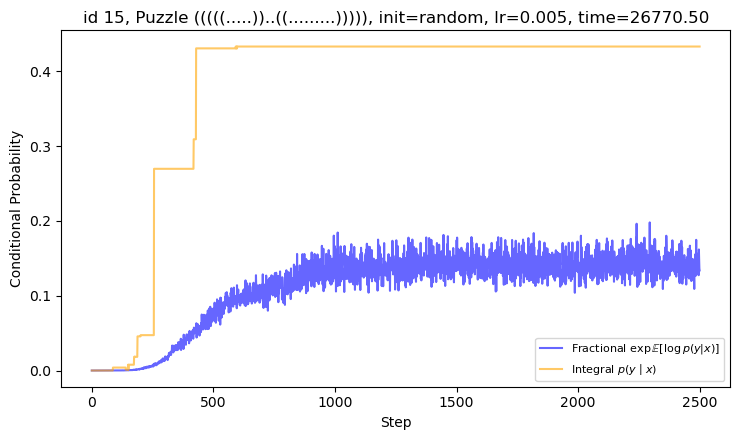 id 15, Puzzle (((((.....))..((.........))))), init=random, lr=0.005, time=26770.50
Conditional Probability
0.4
0.3
0.2
0.1
0.0
Fractional exp 𝔼[log p(y|x)]
Integral p(y | x)
0 500 1000 1500 2000 2500
Step